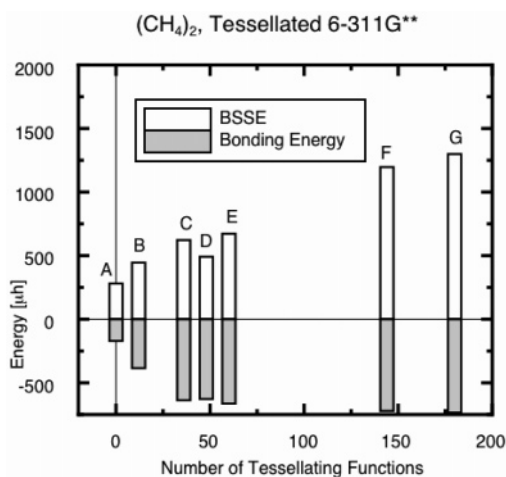 (CH₄)₂, Tessellated 6-311G**
2000
1500
1000
500
0
-500
Energy [μh]
BSSE
Bonding Energy
A
B
C
D
E
F
G
0
50
100
150
200
Number of Tessellating Functions